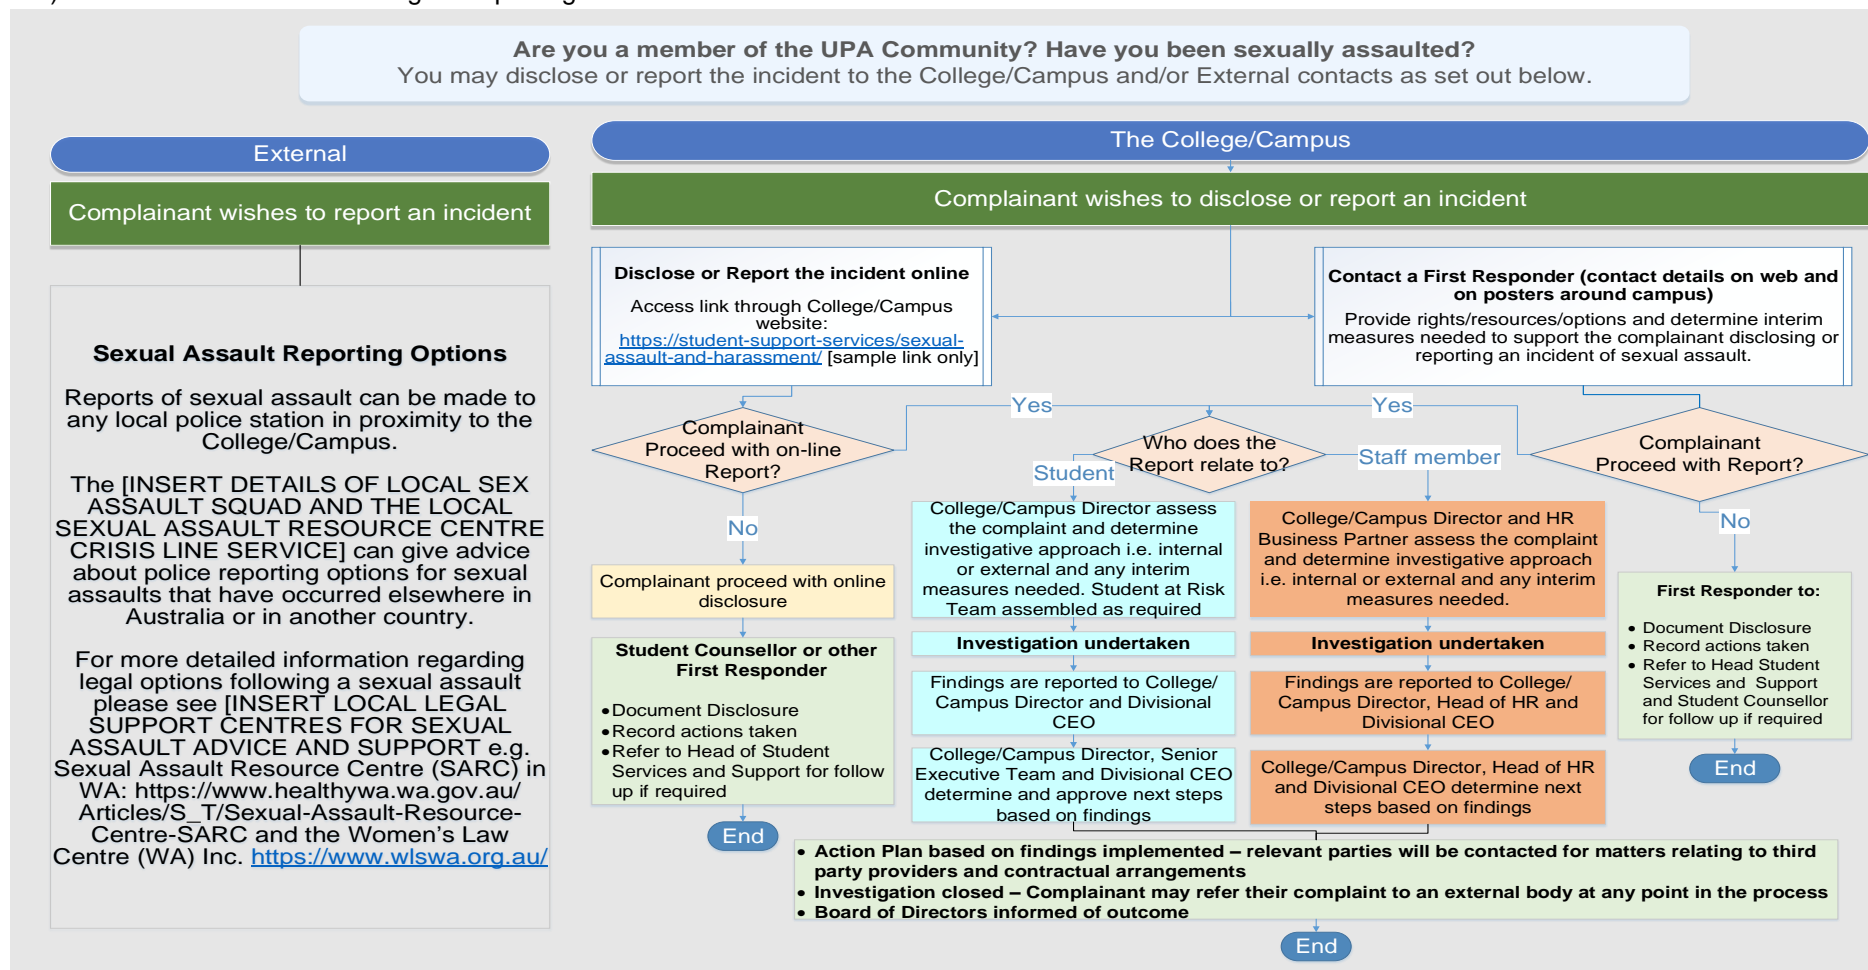 Are you a member of the UPA Community? Have you been sexually assaulted?
You may disclose or report the incident to the College/Campus and/or External contacts as set out below.
External
Complainant wishes to report an incident
Sexual Assault Reporting Options
Reports of sexual assault can be made to
any local police station in proximity to the
College/Campus.
The [INSERT DETAILS OF LOCAL SEX
ASSAULT SQUAD AND THE LOCAL
SEXUAL ASSAULT RESOURCE CENTRE
CRISIS LINE SERVICE] can give advice
about police reporting options for sexual
assaults that have occurred elsewhere in
Australia or in another country.
For more detailed information regarding
legal options following a sexual assault
please see [INSERT LOCAL LEGAL
SUPPORT CENTRES FOR SEXUAL
ASSAULT ADVICE AND SUPPORT e.g.
Sexual Assault Resource Centre (SARC) in
WA: https://www.healthywa.wa.gov.au/
Articles/S_T/Sexual-Assault-Resource-
Centre-SARC and the Women's Law
Centre (WA) Inc. https://www.wlswa.org.au/
The College/Campus
Complainant wishes to disclose or report an incident
Disclose or Report the incident online
Access link through College/Campus
website:
https://student-support-services/sexual-
assault-and-harassment/ [sample link only]
Contact a First Responder (contact details on web and
on posters around campus)
Provide rights/resources/options and determine interim
measures needed to support the complainant disclosing or
reporting an incident of sexual assault.
Complainant
Proceed with on-line
Report?
Yes
Yes
Who does the
Report relate to?
Student
Staff member
Complainant
Proceed with Report?
No
No
Complainant proceed with online
disclosure
Student Counsellor or other
First Responder
• Document Disclosure
• Record actions taken
• Refer to Head of Student
Services and Support for follow
up if required
End
College/Campus Director assess
the complaint and determine
investigative approach i.e. internal
or external and any interim
measures needed. Student at Risk
Team assembled as required
Investigation undertaken
Findings are reported to College/
Campus Director and Divisional
CEO
College/Campus Director, Senior
Executive Team and Divisional CEO
determine and approve next steps
based on findings
College/Campus Director and HR
Business Partner assess the complaint
and determine investigative approach
i.e. internal or external and any interim
measures needed.
Investigation undertaken
Findings are reported to College/
Campus Director, Head of HR and
Divisional CEO
College/Campus Director, Head of HR
and Divisional CEO determine next
steps based on findings
First Responder to:
• Document Disclosure
• Record actions taken
• Refer to Head Student
Services and Support
and Student Counsellor
for follow up if required
End
• Action Plan based on findings implemented – relevant parties will be contacted for matters relating to third
party providers and contractual arrangements
• Investigation closed – Complainant may refer their complaint to an external body at any point in the process
• Board of Directors informed of outcome
End